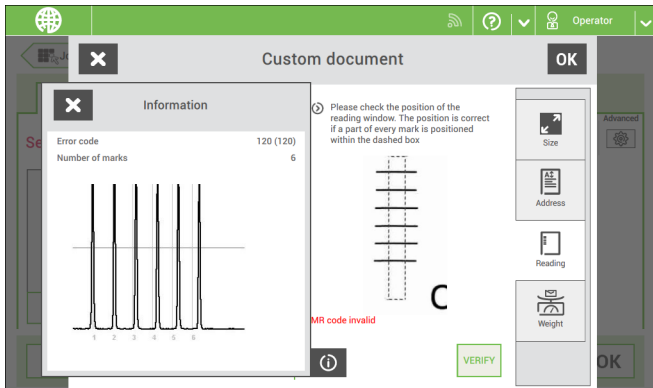 Operator
Custom document
OK
Information
Error code 120 (120)
Number of marks 6
1 2 3 4 5 6
Please check the position of the
reading window. The position is correct
if a part of every mark is positioned
within the dashed box
C
MR code invalid
VERIFY
Size
Address
Reading
Weight
Advanced
Se
OK